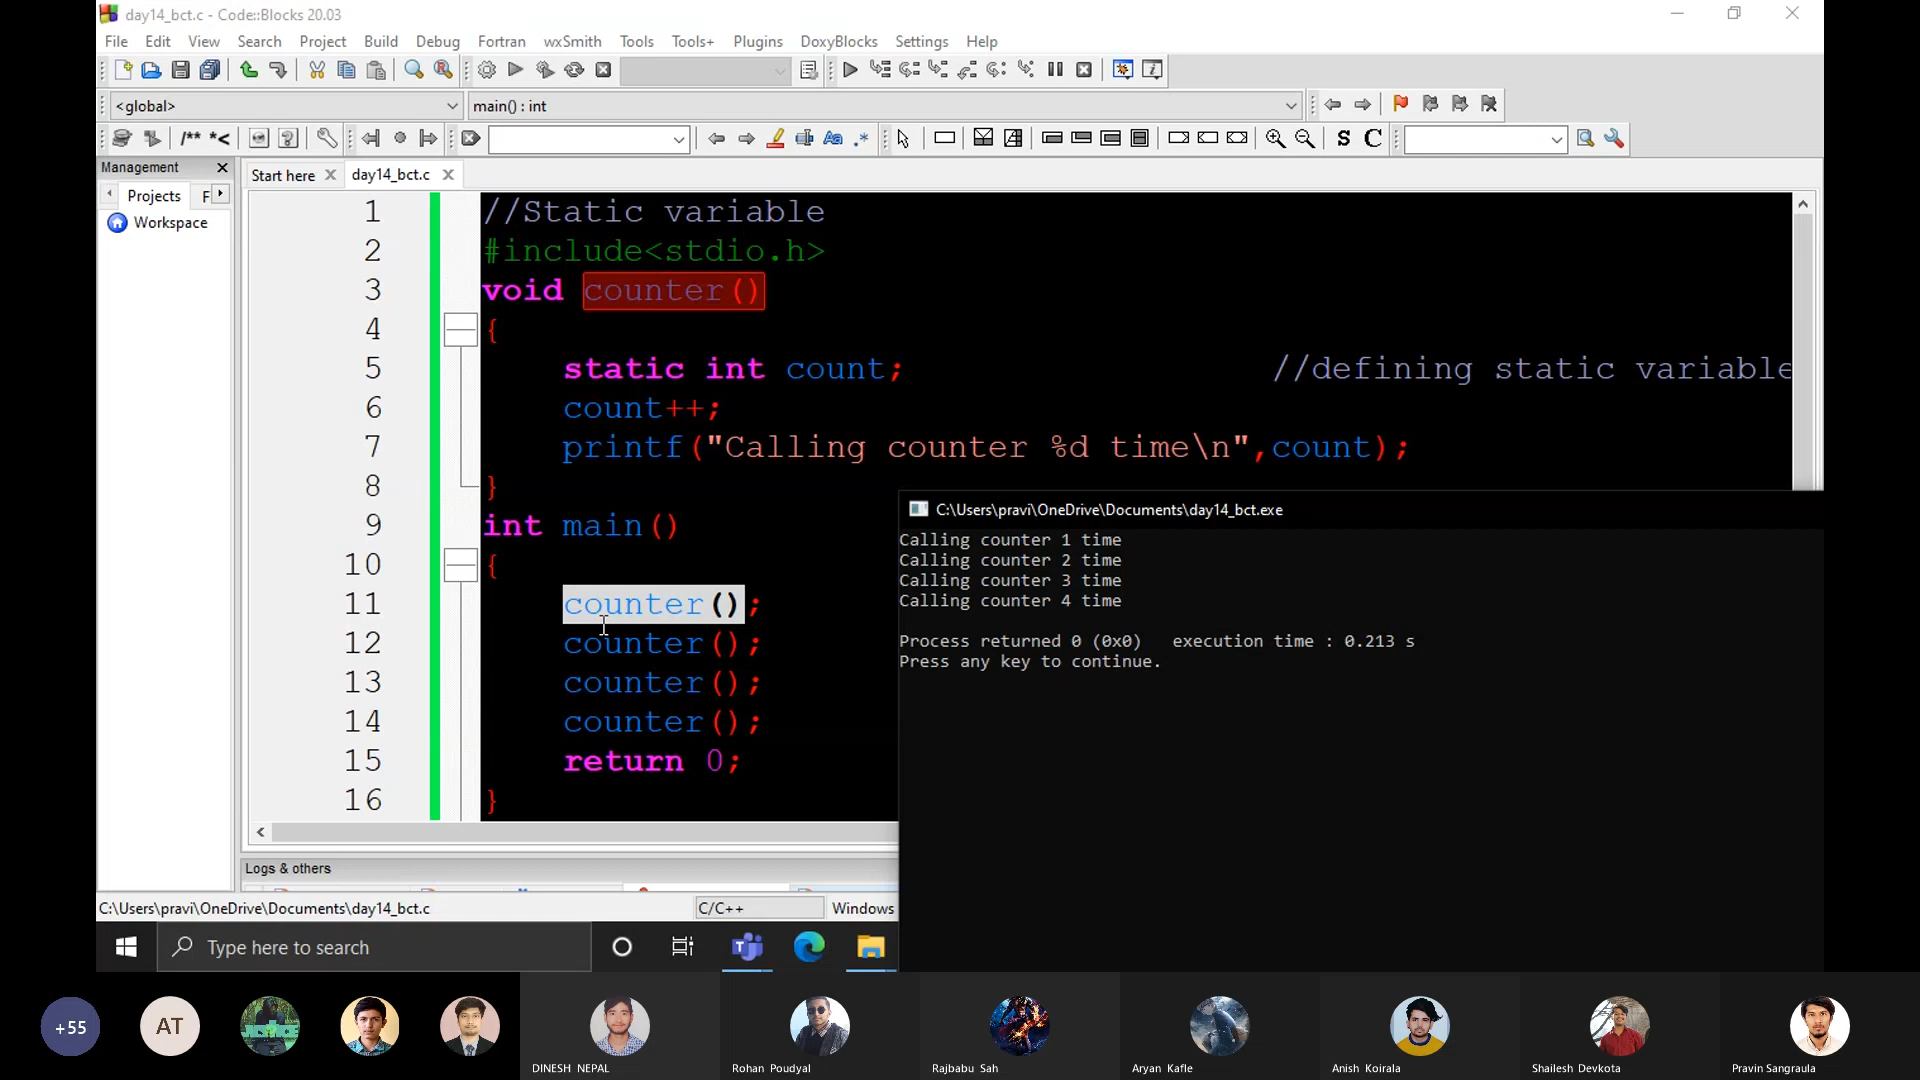 day14_bct.c - Code::Blocks 20.03
File Edit View Search Project Build Debug Fortran wxSmith Tools Tools+ Plugins DoxyBlocks Settings Help
<global> main() : int
/** *< Aa .* S C
Management
Projects F
Workspace
Start here day14_bct.c
1 //Static variable
2 #include<stdio.h>
3 void counter()
4 {
5 static int count; //defining static variable
6 count++;
7 printf("Calling counter %d time\n",count);
8 }
9 int main()
10 {
11 counter();
12 counter();
13 counter();
14 counter();
15 return 0;
16 }
C:\Users\pravi\OneDrive\Documents\day14_bct.exe
Calling counter 1 time
Calling counter 2 time
Calling counter 3 time
Calling counter 4 time
Process returned 0 (0x0) execution time : 0.213 s
Press any key to continue.
Logs & others
C:\Users\pravi\OneDrive\Documents\day14_bct.c C/C++ Windows
Type here to search
+55 AT
DINESH NEPAL Rohan Poudyal Rajbabu Sah Aryan Kafle Anish Koirala Shailesh Devkota Pravin Sangraula